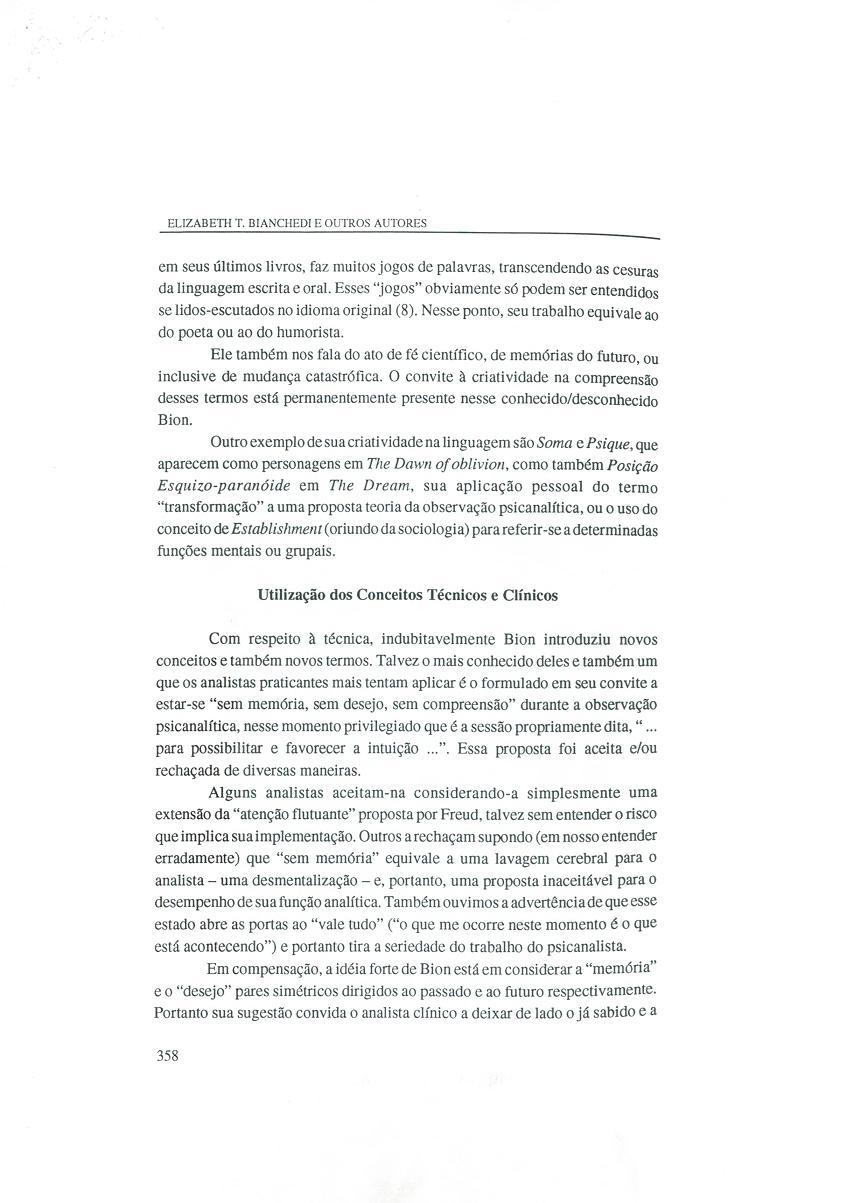 ELIZABETH T. BIANCHEDI E OUTROS AUTORES
em seus últimos livros, faz muitos jogos de palavras, transcendendo as cesuras
da linguagem escrita e oral. Esses “jogos” obviamente só podem ser entendidos
se lidos-escutados no idioma original (8). Nesse ponto, seu trabalho equivale ao
do poeta ou ao do humorista.
Ele também nos fala do ato de fé científico, de memórias do futuro, ou
inclusive de mudança catastrófica. O convite à criatividade na compreensão
desses termos está permanentemente presente nesse conhecido/desconhecido
Bion.
Outro exemplo de sua criatividade na linguagem são Soma e Psique, que
aparecem como personagens em The Dawn of oblivion, como também Posição
Esquizo-paranóide em The Dream, sua aplicação pessoal do termo
“transformação” a uma proposta teoria da observação psicanalítica, ou o uso do
conceito de Establishment (oriundo da sociologia) para referir-se a determinadas
funções mentais ou grupais.
Utilização dos Conceitos Técnicos e Clínicos
Com respeito à técnica, indubitavelmente Bion introduziu novos
conceitos e também novos termos. Talvez o mais conhecido deles e também um
que os analistas praticantes mais tentam aplicar é o formulado em seu convite a
estar-se “sem memória, sem desejo, sem compreensão” durante a observação
psicanalítica, nesse momento privilegiado que é a sessão propriamente dita, “ ...
para possibilitar e favorecer a intuição ...”. Essa proposta foi aceita e/ou
rechaçada de diversas maneiras.
Alguns analistas aceitam-na considerando-a simplesmente uma
extensão da “atenção flutuante” proposta por Freud, talvez sem entender o risco
que implica sua implementação. Outros a rechaçam supondo (em nosso entender
erradamente) que “sem memória” equivale a uma lavagem cerebral para o
analista – uma desmentalização – e, portanto, uma proposta inaceitável para o
desempenho de sua função analítica. Também ouvimos a advertência de que esse
estado abre as portas ao “vale tudo” (“o que me ocorre neste momento é o que
está acontecendo”) e portanto tira a seriedade do trabalho do psicanalista.
Em compensação, a idéia forte de Bion está em considerar a “memória”
e o “desejo” pares simétricos dirigidos ao passado e ao futuro respectivamente.
Portanto sua sugestão convida o analista clínico a deixar de lado o já sabido e a
358